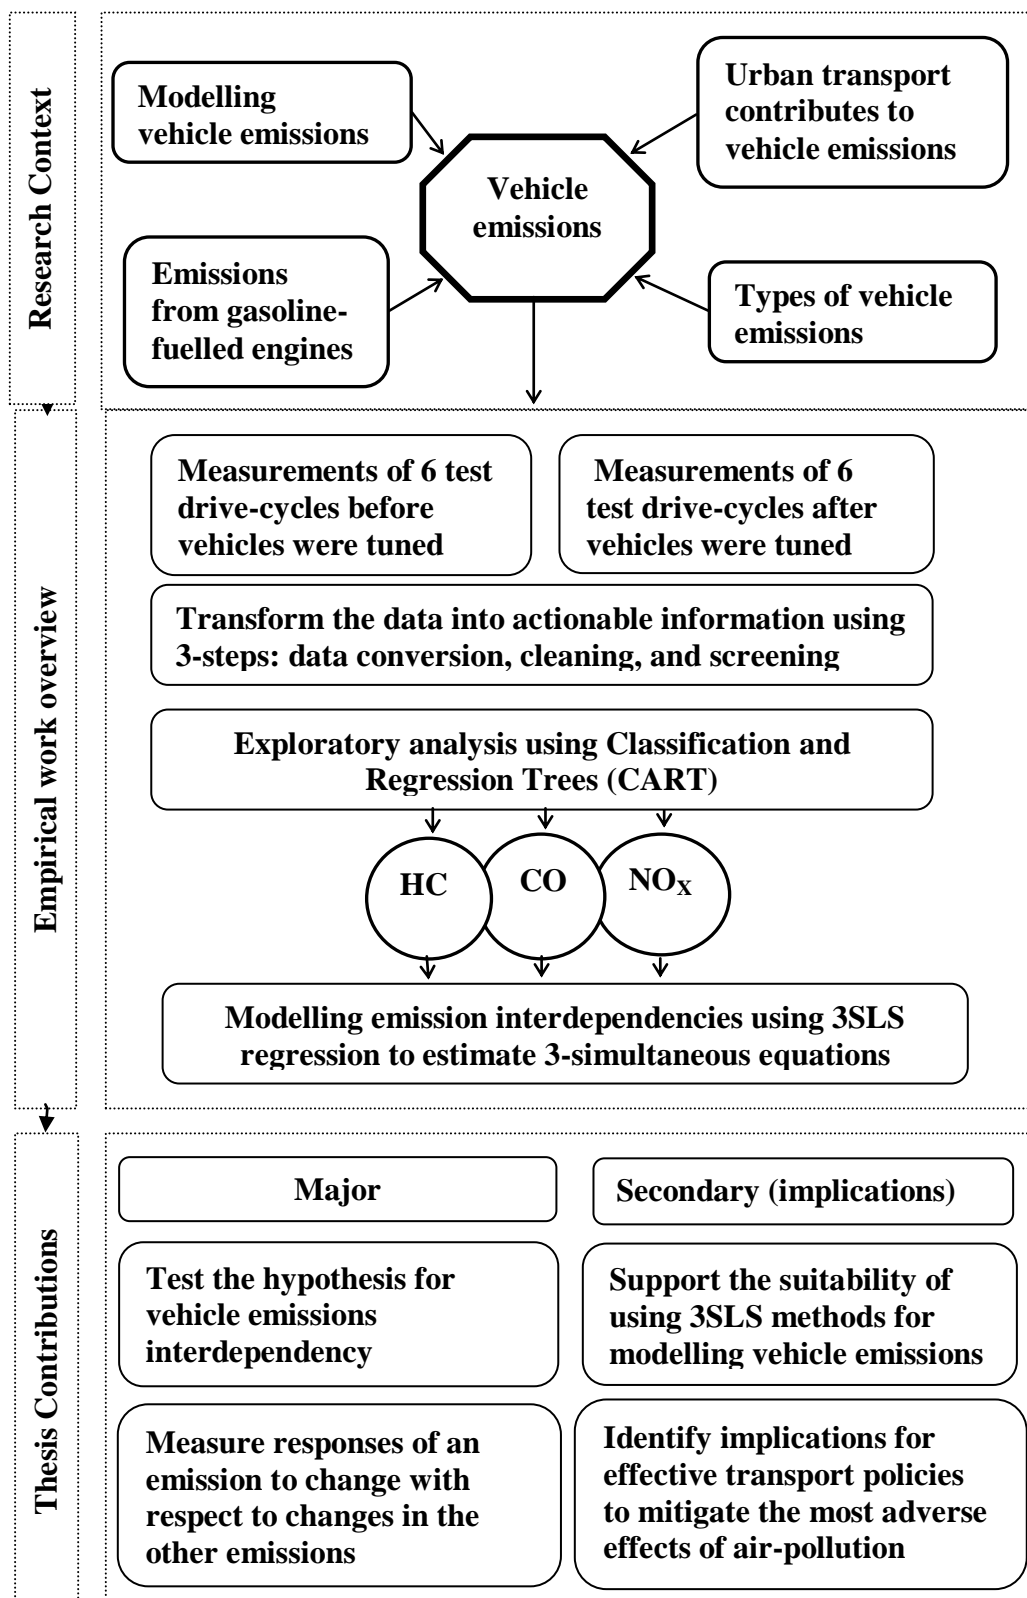 Research Context
Modelling
vehicle emissions
Urban transport
contributes to
vehicle emissions
Vehicle
emissions
Emissions
from gasoline-
fuelled engines
Types of vehicle
emissions
Empirical work overview
Measurements of 6 test
drive-cycles before
vehicles were tuned
Measurements of 6
test drive-cycles after
vehicles were tuned
Transform the data into actionable information using
3-steps: data conversion, cleaning, and screening
Exploratory analysis using Classification and
Regression Trees (CART)
HC
CO
NOX
Modelling emission interdependencies using 3SLS
regression to estimate 3-simultaneous equations
Thesis Contributions
Major
Secondary (implications)
Test the hypothesis for
vehicle emissions
interdependency
Support the suitability of
using 3SLS methods for
modelling vehicle emissions
Measure responses of an
emission to change with
respect to changes in the
other emissions
Identify implications for
effective transport policies
to mitigate the most adverse
effects of air-pollution